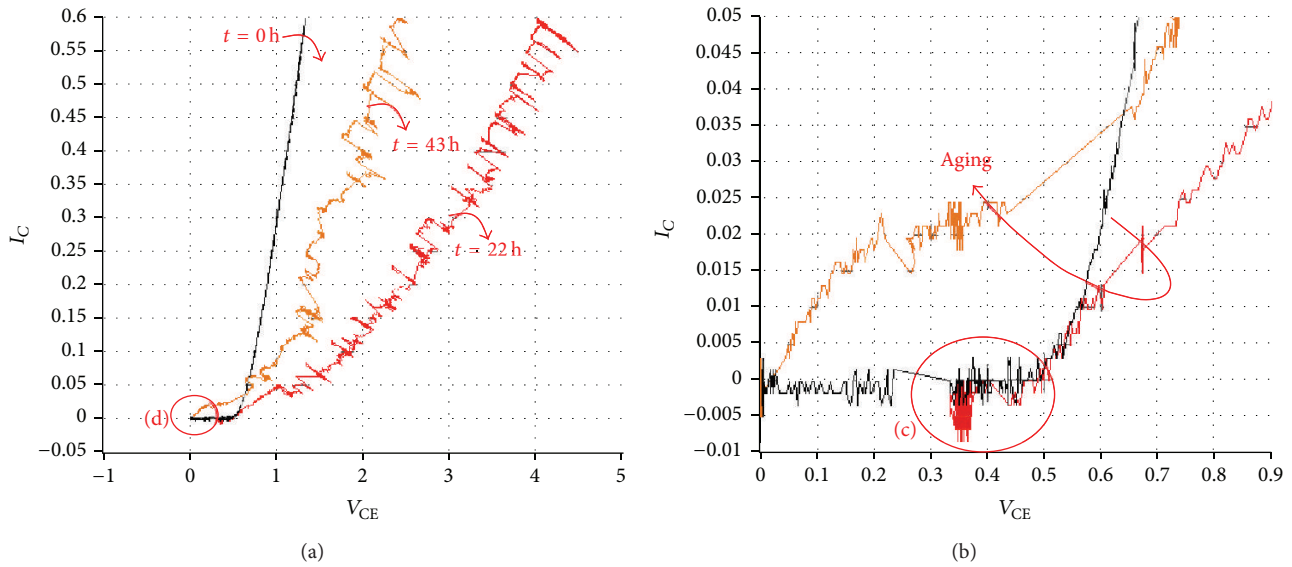 0.6
0.55
0.5
0.45
0.4
0.35
0.3
0.25
0.2
0.15
0.1
0.05
0
−0.05
I_C
t = 0 h
t = 43 h
t = 22 h
(d)
−1 0 1 2 3 4 5
V_CE
(a)
0.05
0.045
0.04
0.035
0.03
0.025
0.02
0.015
0.01
0.005
0
−0.005
−0.01
I_C
Aging
(c)
0 0.1 0.2 0.3 0.4 0.5 0.6 0.7 0.8 0.9
V_CE
(b)